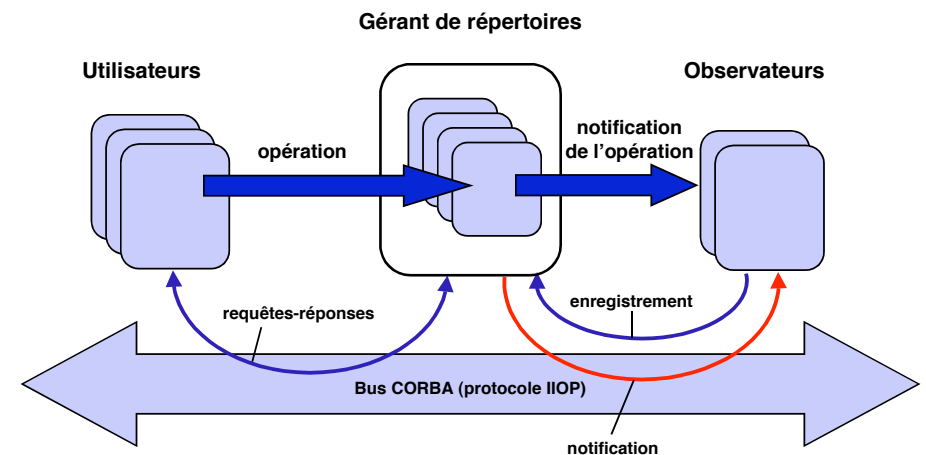 Gérant de répertoires
Utilisateurs
Observateurs
opération
notification
de l'opération
requêtes-réponses
enregistrement
Bus CORBA (protocole IIOP)
notification